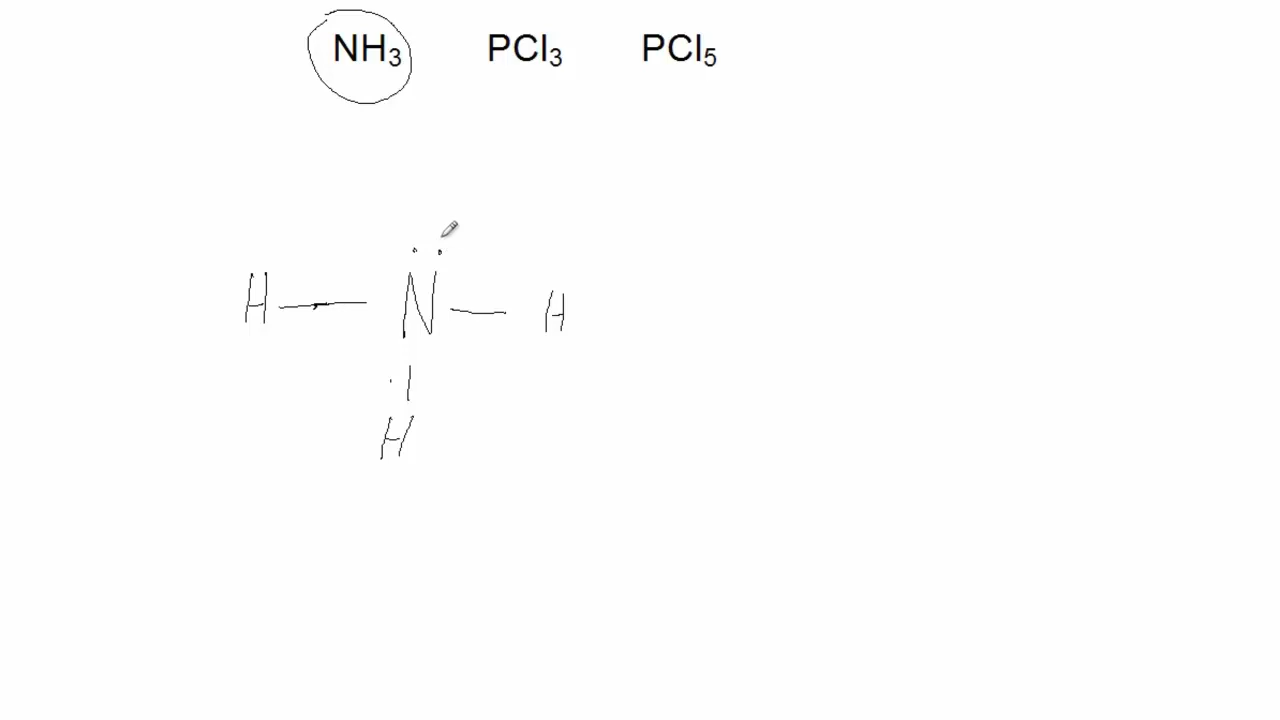 NH₃ PCl₃ PCl₅
H — N̈ — H
|
H